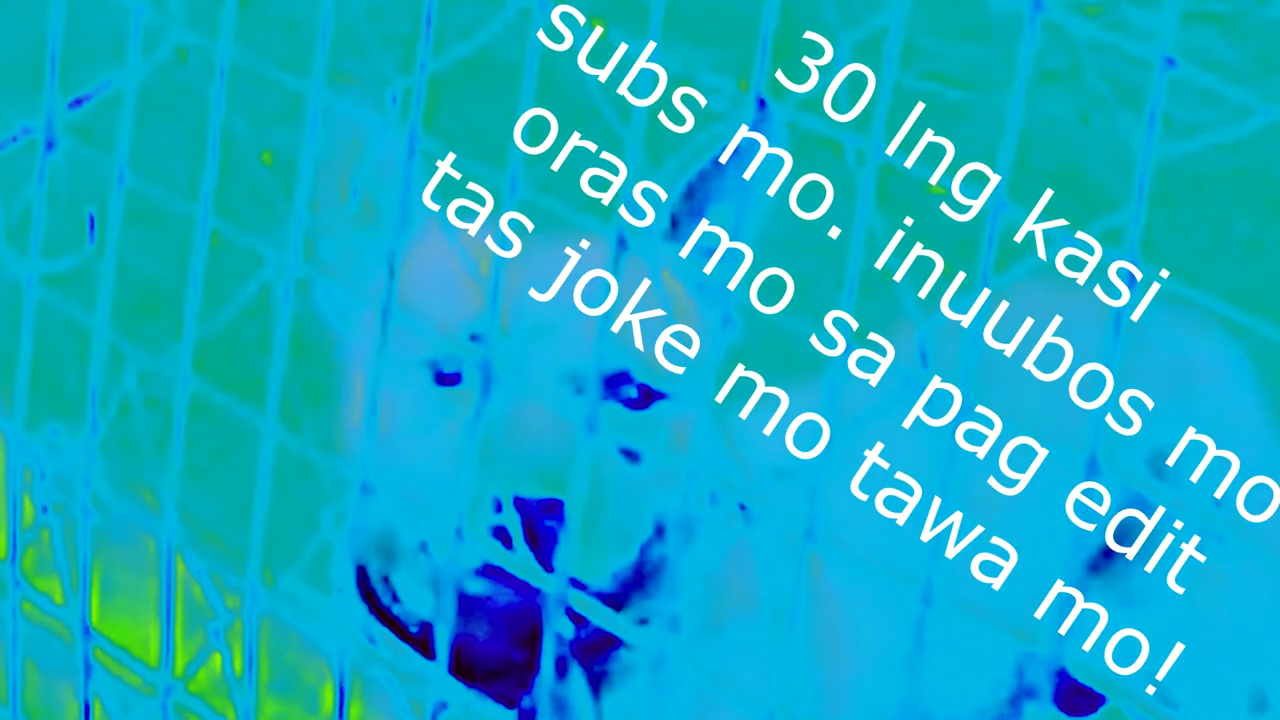 30 lng kasi
subs mo. inuubos mo
oras mo sa pag edit
tas joke mo tawa mo!